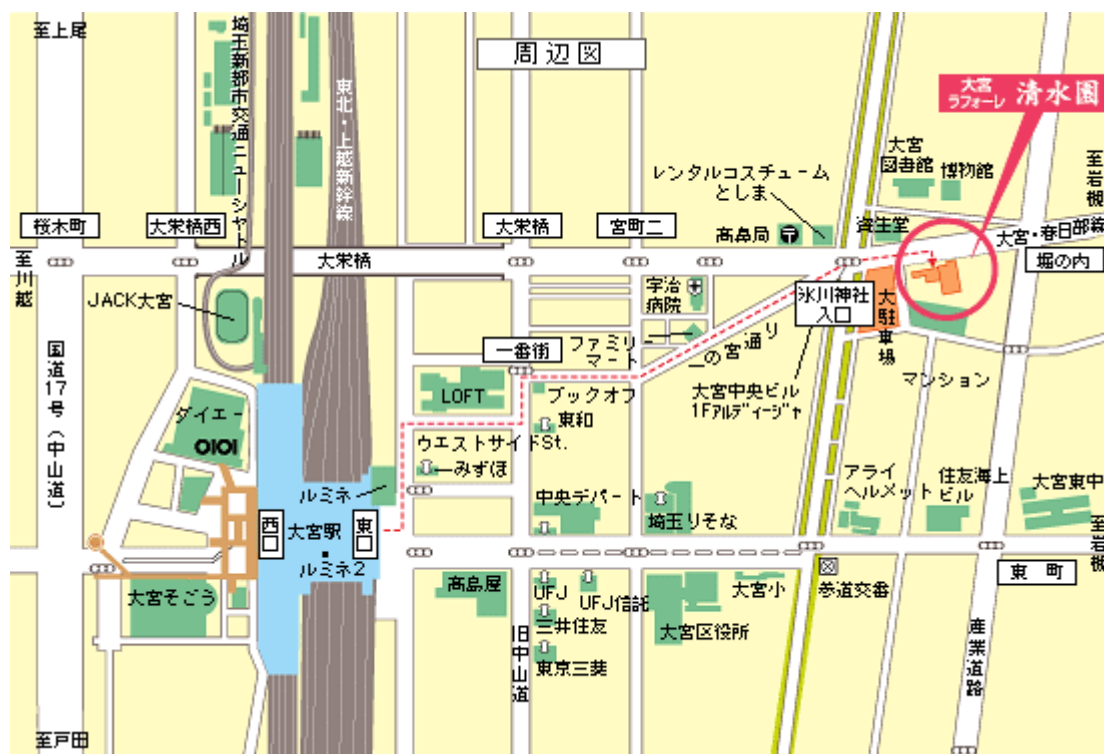 至上尾
埼玉新都市交通ニューシャトル
東北・上越新幹線
周辺図
大宮
ラフォーレ 清水園
大宮
図書館
博物館
至岩槻
レンタルコスチューム
としま
桜木町
大栄橋西
大栄橋
宮町二
高鼻局
資生堂
大宮・春日部線
堀の内
至川越
大栄橋
宇治
病院
氷川神社
入口
大駐車場
JACK大宮
一番街
ファミリー
マート
一の宮通り
国道17号(中山道)
LOFT
ブックオフ
大宮中央ビル
1Fアルディージャ
マンション
ダイエー
OIOI
東和
ウエストサイドSt.
みずほ
アライ
ヘルメット
住友海上
ビル
大宮東中
ルミネ
中央デパート
埼玉りそな
西口
大宮駅
東口
至岩槻
ルミネ2
大宮そごう
高島屋
UFJ
UFJ信託
大宮小
参道交番
東町
三井住友
大宮区役所
東京三菱
旧中山道
産業道路
至戸田